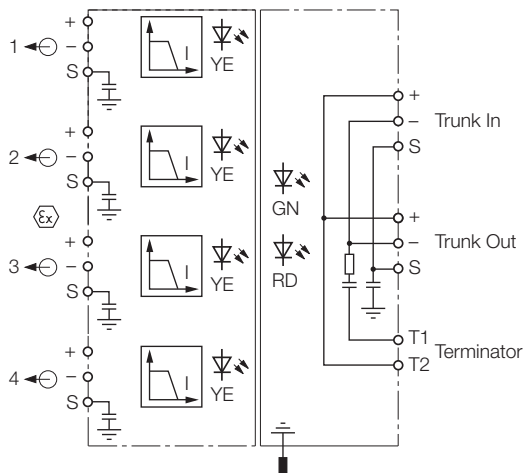 +
1 –
S
I
YE
+
2 –
S
I
YE
Ex
+
3 –
S
I
YE
+
4 –
S
I
YE
GN
RD
+
– Trunk In
S
+
– Trunk Out
S
T1
Terminator
T2